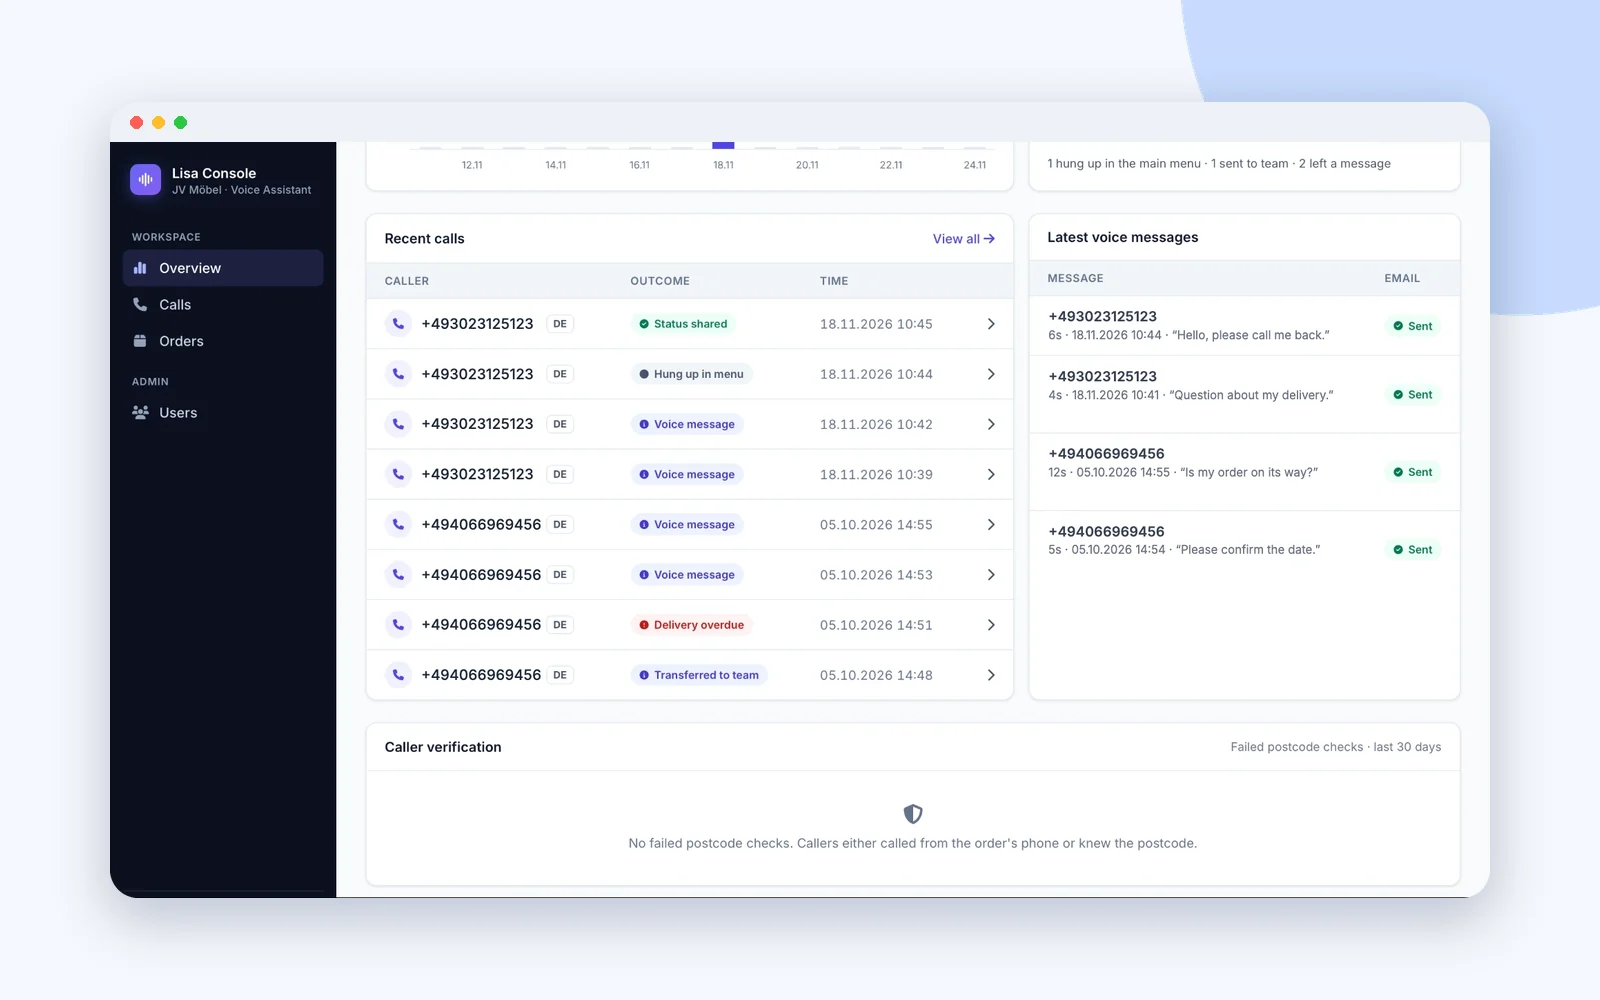 Lisa Console
JV Möbel · Voice Assistant
WORKSPACE
Overview
Calls
Orders
ADMIN
Users
12.11 14.11 16.11 18.11 20.11 22.11 24.11
1 hung up in the main menu · 1 sent to team · 2 left a message
Recent calls View all →
CALLER OUTCOME TIME
+493023125123 DE Status shared 18.11.2026 10:45
+493023125123 DE Hung up in menu 18.11.2026 10:44
+493023125123 DE Voice message 18.11.2026 10:42
+493023125123 DE Voice message 18.11.2026 10:39
+494066969456 DE Voice message 05.10.2026 14:55
+494066969456 DE Voice message 05.10.2026 14:53
+494066969456 DE Delivery overdue 05.10.2026 14:51
+494066969456 DE Transferred to team 05.10.2026 14:48
Latest voice messages
MESSAGE EMAIL
+493023125123
6s · 18.11.2026 10:44 · “Hello, please call me back.” Sent
+493023125123
4s · 18.11.2026 10:41 · “Question about my delivery.” Sent
+494066969456
12s · 05.10.2026 14:55 · “Is my order on its way?” Sent
+494066969456
5s · 05.10.2026 14:54 · “Please confirm the date.” Sent
Caller verification Failed postcode checks · last 30 days
No failed postcode checks. Callers either called from the order's phone or knew the postcode.